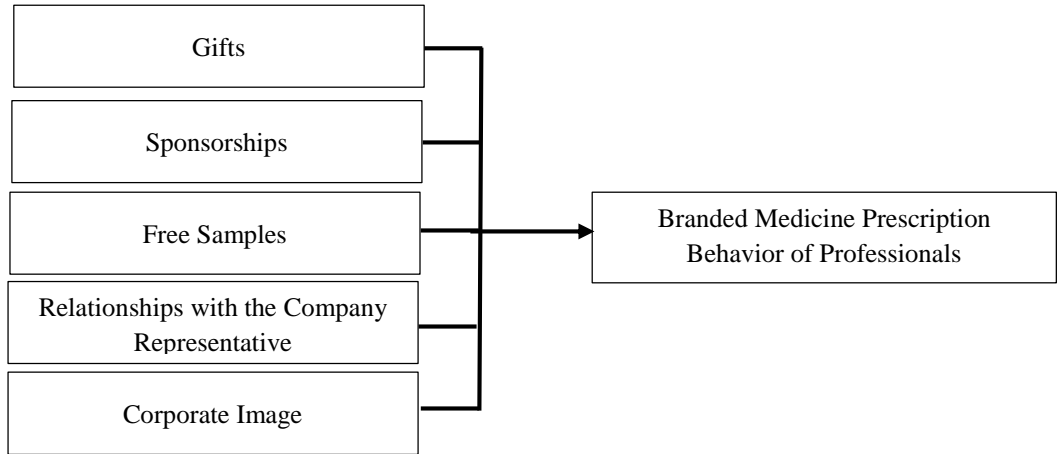 Gifts
Sponsorships
Free Samples
Relationships with the Company
Representative
Corporate Image
Branded Medicine Prescription
Behavior of Professionals